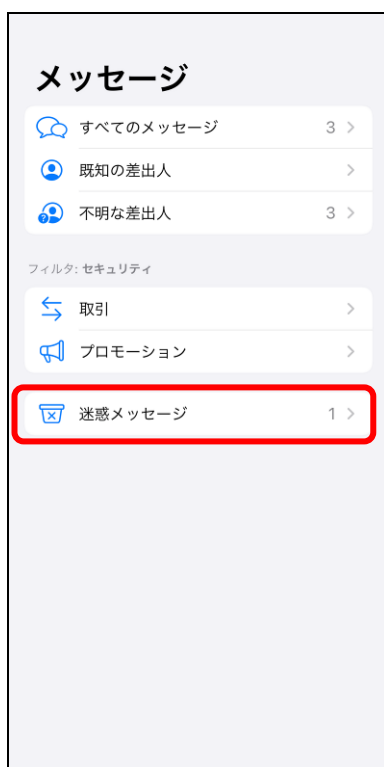 メッセージ
すべてのメッセージ 3
既知の差出人
不明な差出人 3
フィルタ: セキュリティ
取引
プロモーション
迷惑メッセージ 1